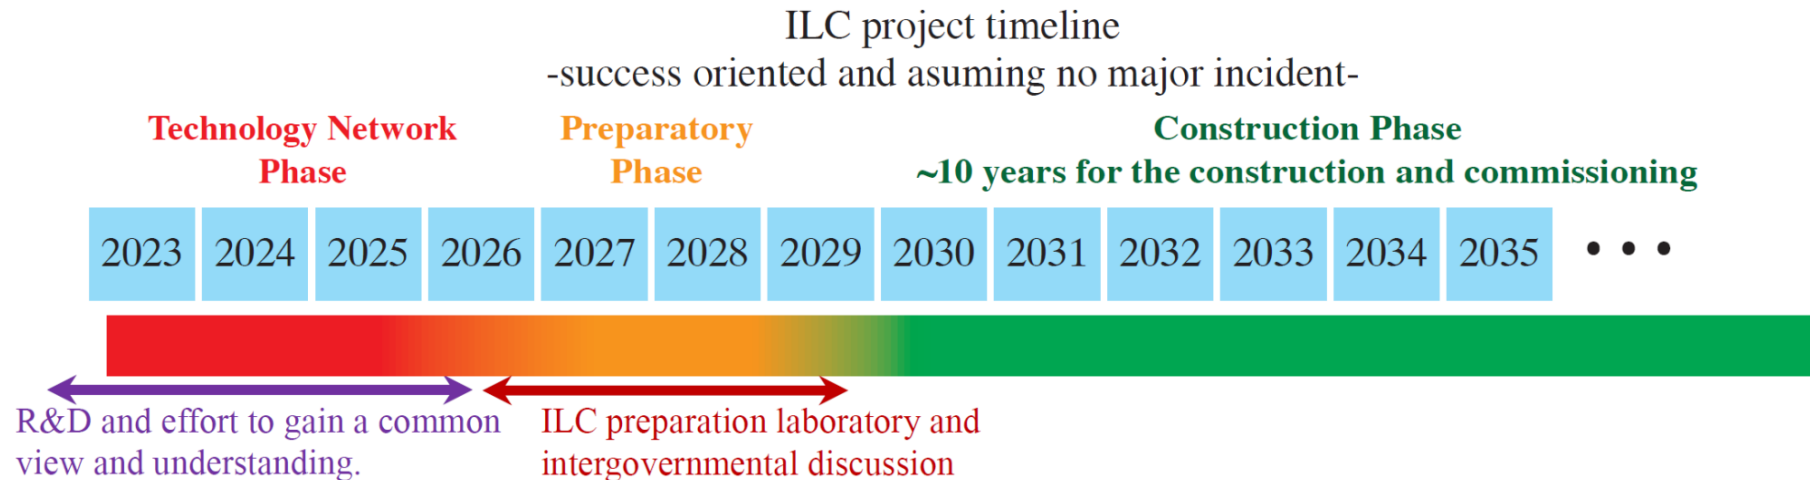 ILC project timeline
-success oriented and asuming no major incident-
Technology Network
Phase
Preparatory
Phase
Construction Phase
~10 years for the construction and commissioning
2023 2024 2025 2026 2027 2028 2029 2030 2031 2032 2033 2034 2035 • • •
R&D and effort to gain a common
view and understanding.
ILC preparation laboratory and
intergovernmental discussion